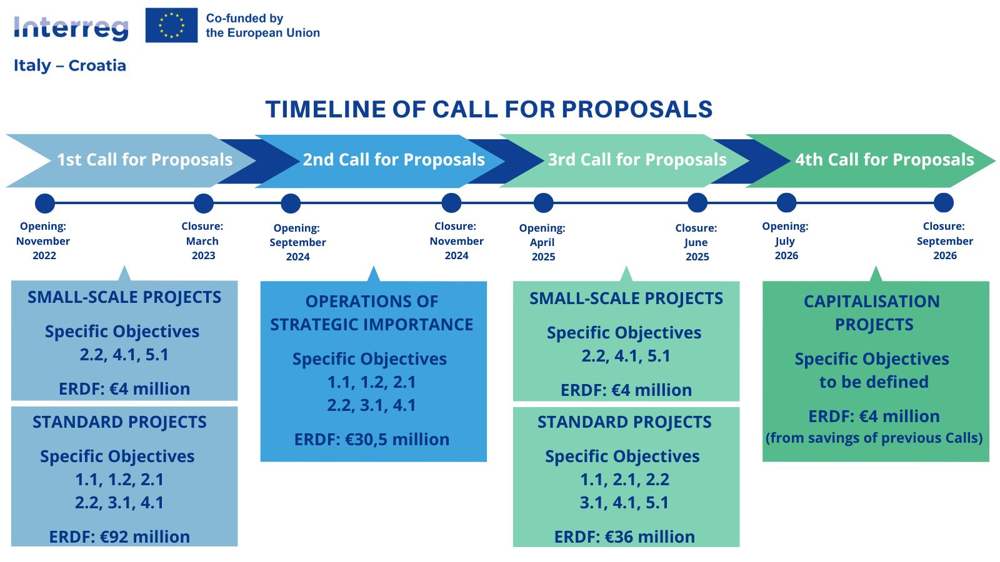 Interreg
Co-funded by
the European Union
Italy – Croatia
TIMELINE OF CALL FOR PROPOSALS
1st Call for Proposals
2nd Call for Proposals
3rd Call for Proposals
4th Call for Proposals
Opening:
November
2022
Closure:
March
2023
Opening:
September
2024
Closure:
November
2024
Opening:
April
2025
Closure:
June
2025
Opening:
July
2026
Closure:
September
2026
SMALL-SCALE PROJECTS
Specific Objectives
2.2, 4.1, 5.1
ERDF: €4 million
STANDARD PROJECTS
Specific Objectives
1.1, 1.2, 2.1
2.2, 3.1, 4.1
ERDF: €92 million
OPERATIONS OF
STRATEGIC IMPORTANCE
Specific Objectives
1.1, 1.2, 2.1
2.2, 3.1, 4.1
ERDF: €30,5 million
SMALL-SCALE PROJECTS
Specific Objectives
2.2, 4.1, 5.1
ERDF: €4 million
STANDARD PROJECTS
Specific Objectives
1.1, 2.1, 2.2
3.1, 4.1, 5.1
ERDF: €36 million
CAPITALISATION
PROJECTS
Specific Objectives
to be defined
ERDF: €4 million
(from savings of previous Calls)